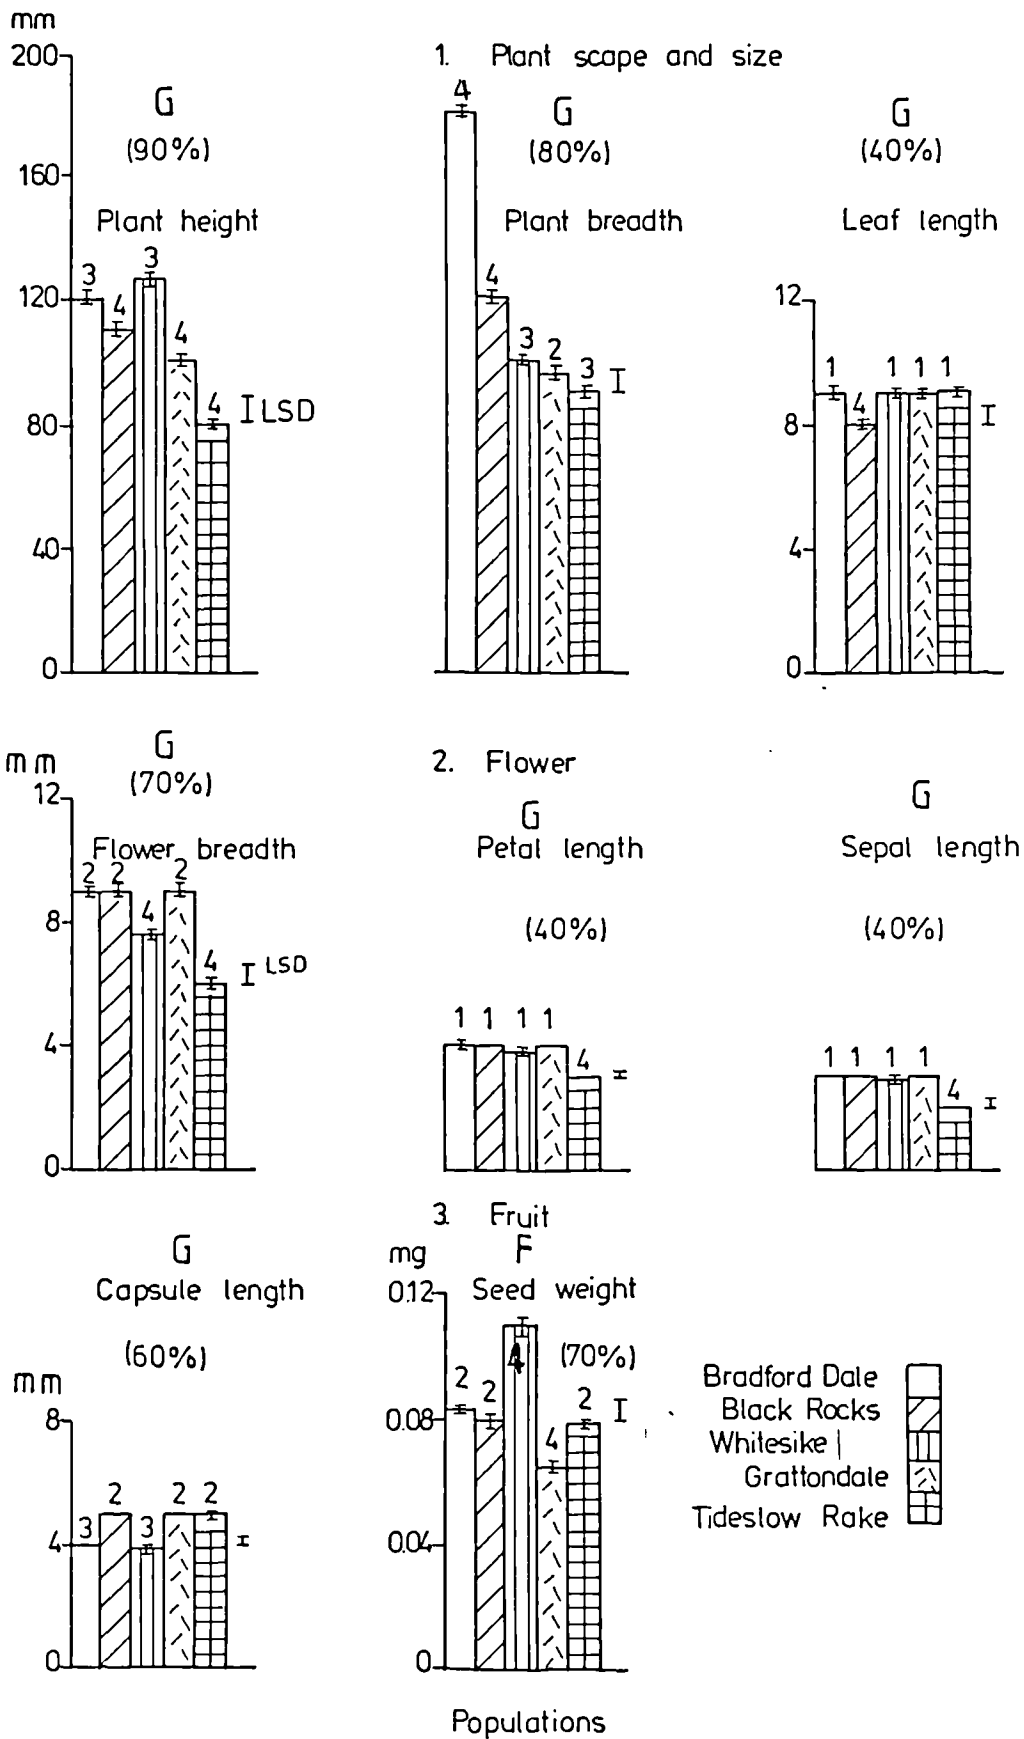 mm
200
160
120
80
40
0
G
(90%)
Plant height
3
4
3
4
4
LSD
1. Plant scape and size
G
(80%)
Plant breadth
4
4
3
2
3
G
(40%)
Leaf length
12
8
4
0
1
4
1
1
1
mm
12
8
4
0
G
(70%)
Flower breadth
2
2
4
2
4
LSD
2. Flower
G
Petal length
(40%)
1
1
1
1
4
G
Sepal length
(40%)
1
1
1
1
4
G
Capsule length
(60%)
mm
8
4
0
3
2
3
2
2
3. Fruit
F
mg
Seed weight
0.12
0.08
0.04
0
(70%)
2
2
4
4
2
Bradford Dale
Black Rocks
Whitesike
Grattondale
Tideslow Rake
Populations